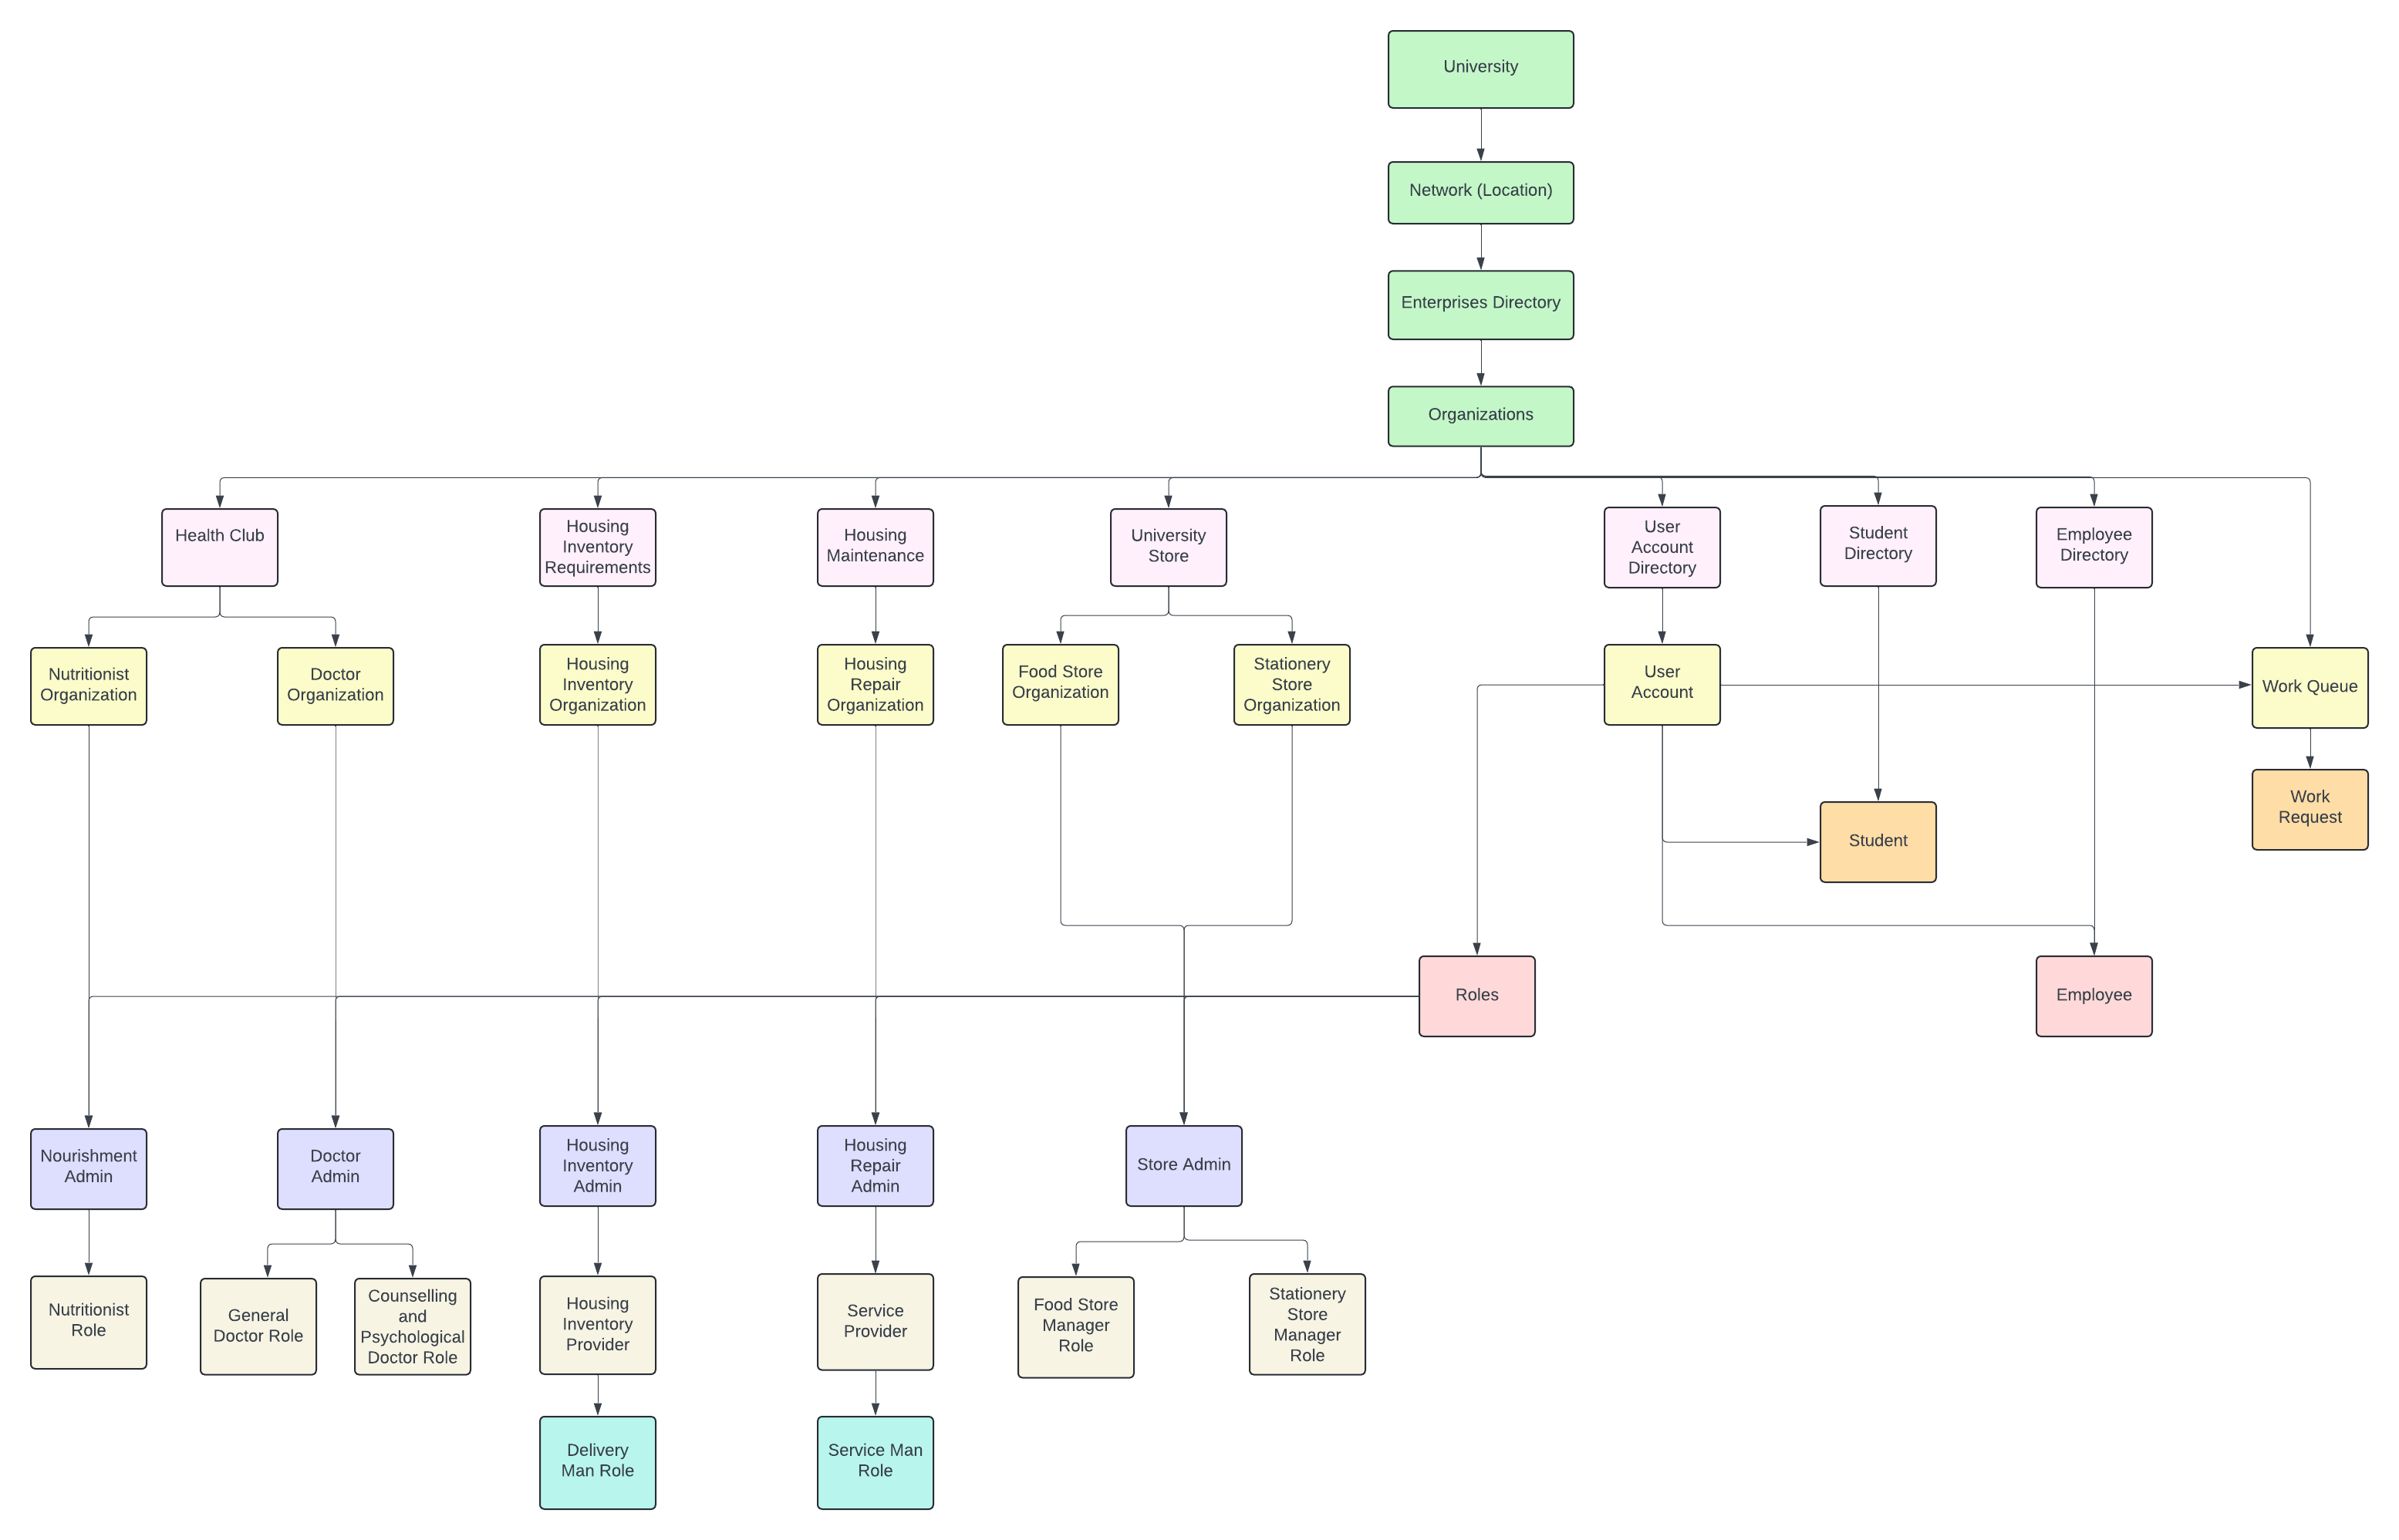 University
Network (Location)
Enterprises Directory
Organizations
Health Club
Housing
Inventory
Requirements
Housing
Maintenance
University
Store
User
Account
Directory
Student
Directory
Employee
Directory
Nutritionist
Organization
Doctor
Organization
Housing
Inventory
Organization
Housing
Repair
Organization
Food Store
Organization
Stationery
Store
Organization
User
Account
Work Queue
Work
Request
Student
Roles
Employee
Nourishment
Admin
Doctor
Admin
Housing
Inventory
Admin
Housing
Repair
Admin
Store Admin
Nutritionist
Role
General
Doctor Role
Counselling
and
Psychological
Doctor Role
Housing
Inventory
Provider
Service
Provider
Food Store
Manager
Role
Stationery
Store
Manager
Role
Delivery
Man Role
Service Man
Role